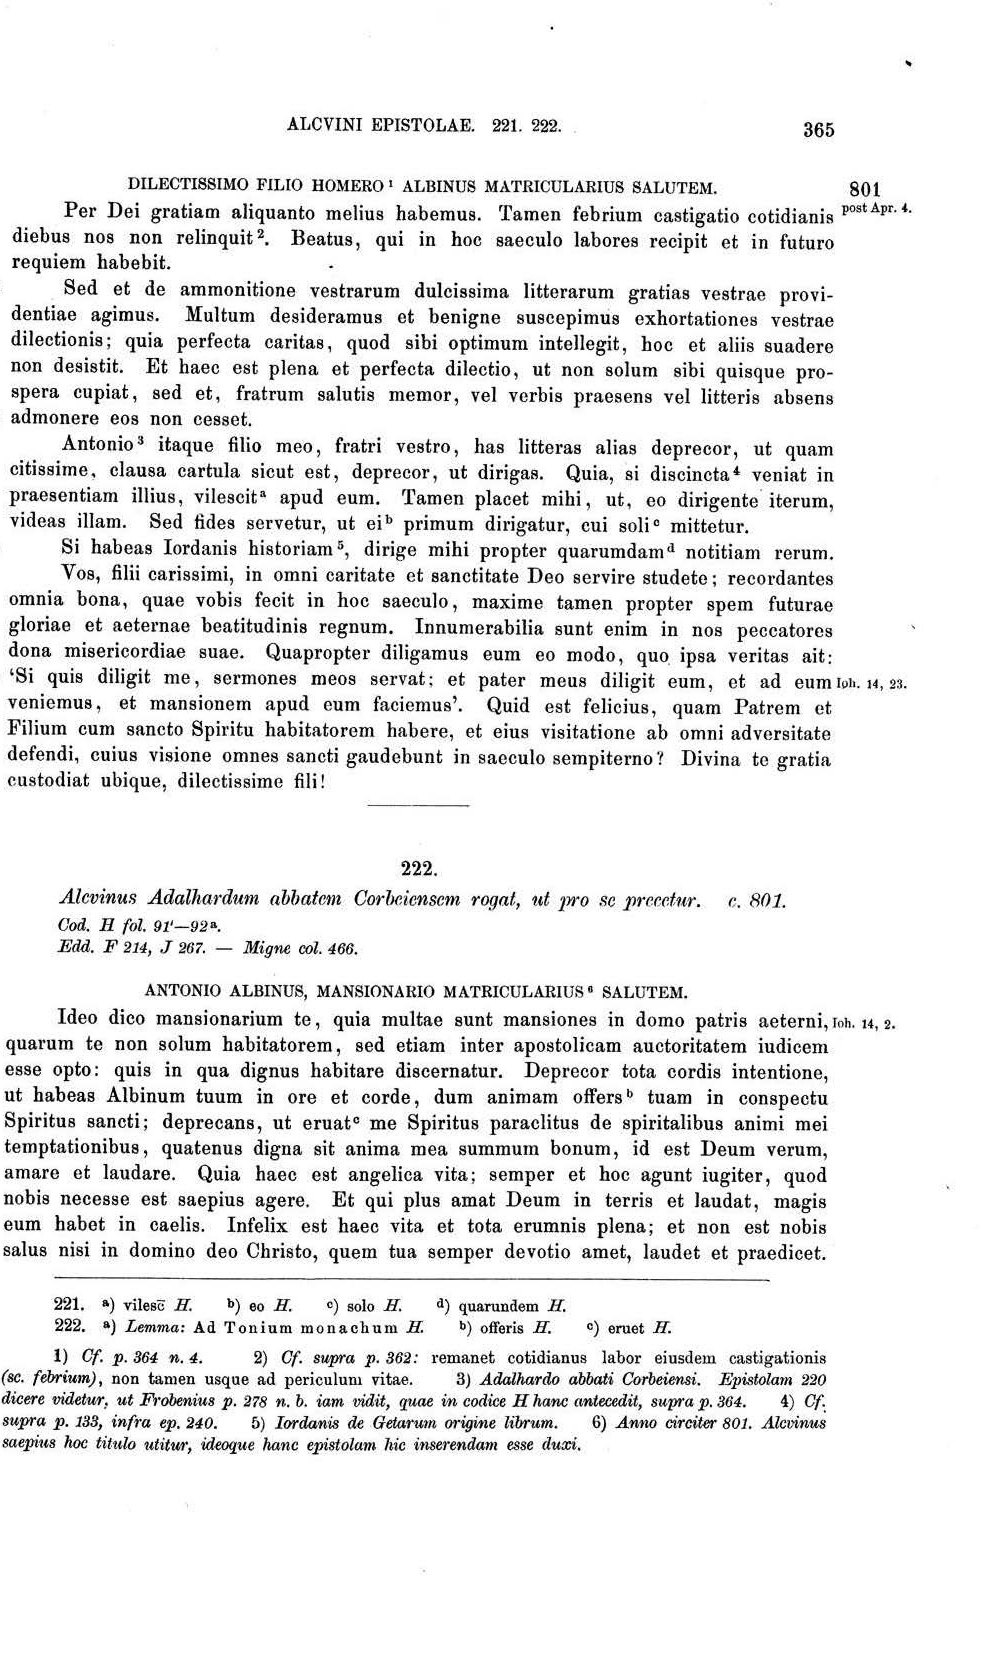 ALCVINI EPISTOLAE. 221. 222.
365
DILECTISSIMO FILIO HOMERO¹ ALBINUS MATRICULARIUS SALUTEM.
801
Per Dei gratiam aliquanto melius habemus. Tamen febrium castigatio cotidianis post Apr. 4.
diebus nos non relinquit². Beatus, qui in hoc saeculo labores recipit et in futuro
requiem habebit.
Sed et de ammonitione vestrarum dulcissima litterarum gratias vestrae provi-
dentiae agimus. Multum desideramus et benigne suscepimus exhortationes vestrae
dilectionis; quia perfecta caritas, quod sibi optimum intellegit, hoc et aliis suadere
non desistit. Et haec est plena et perfecta dilectio, ut non solum sibi quisque pro-
spera cupiat, sed et, fratrum salutis memor, vel verbis praesens vel litteris absens
admonere eos non cesset.
Antonio³ itaque filio meo, fratri vestro, has litteras alias deprecor, ut quam
citissime, clausa cartula sicut est, deprecor, ut dirigas. Quia, si discincta⁴ veniat in
praesentiam illius, vilescitᵃ apud eum. Tamen placet mihi, ut, eo dirigente iterum,
videas illam. Sed fides servetur, ut eiᵇ primum dirigatur, cui soliᶜ mittetur.
Si habeas Iordanis historiam⁵, dirige mihi propter quarumdamᵈ notitiam rerum.
Vos, filii carissimi, in omni caritate et sanctitate Deo servire studete; recordantes
omnia bona, quae vobis fecit in hoc saeculo, maxime tamen propter spem futurae
gloriae et aeternae beatitudinis regnum. Innumerabilia sunt enim in nos peccatores
dona misericordiae suae. Quapropter diligamus eum eo modo, quo ipsa veritas ait:
‘Si quis diligit me, sermones meos servat; et pater meus diligit eum, et ad eum Ioh. 14, 23.
veniemus, et mansionem apud eum faciemus’. Quid est felicius, quam Patrem et
Filium cum sancto Spiritu habitatorem habere, et eius visitatione ab omni adversitate
defendi, cuius visione omnes sancti gaudebunt in saeculo sempiterno? Divina te gratia
custodiat ubique, dilectissime fili!
222.
Alcvinus Adalhardum abbatem Corbeiensem rogat, ut pro se precetur. c. 801.
Cod. H fol. 91'—92ᵃ.
Edd. F 214, J 267. — Migne col. 466.
ANTONIO ALBINUS, MANSIONARIO MATRICULARIUS⁶ SALUTEM.
Ideo dico mansionarium te, quia multae sunt mansiones in domo patris aeterni, Ioh. 14, 2.
quarum te non solum habitatorem, sed etiam inter apostolicam auctoritatem iudicem
esse opto: quis in qua dignus habitare discernatur. Deprecor tota cordis intentione,
ut habeas Albinum tuum in ore et corde, dum animam offersᵇ tuam in conspectu
Spiritus sancti; deprecans, ut eruatᶜ me Spiritus paraclitus de spiritalibus animi mei
temptationibus, quatenus digna sit anima mea summum bonum, id est Deum verum,
amare et laudare. Quia haec est angelica vita; semper et hoc agunt iugiter, quod
nobis necesse est saepius agere. Et qui plus amat Deum in terris et laudat, magis
eum habet in caelis. Infelix est haec vita et tota erumnis plena; et non est nobis
salus nisi in domino deo Christo, quem tua semper devotio amet, laudet et praedicet.
221. ᵃ) vilesc̄ H. ᵇ) eo H. ᶜ) solo H. ᵈ) quarundem H.
222. ᵃ) Lemma: Ad Tonium monachum H. ᵇ) offeris H. ᶜ) eruet H.
1) Cf. p. 364 n. 4. 2) Cf. supra p. 362: remanet cotidianus labor eiusdem castigationis
(sc. febrium), non tamen usque ad periculum vitae. 3) Adalhardo abbati Corbeiensi. Epistolam 220
dicere videtur, ut Frobenius p. 278 n. b. iam vidit, quae in codice H hanc antecedit, supra p. 364. 4) Cf.
supra p. 133, infra ep. 240. 5) Iordanis de Getarum origine librum. 6) Anno circiter 801. Alcvinus
saepius hoc titulo utitur, ideoque hanc epistolam hic inserendam esse duxi.